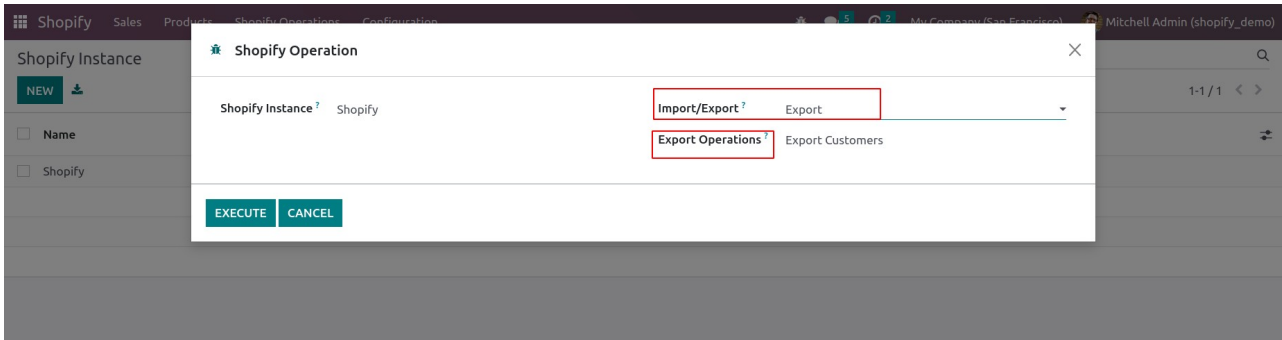 Shopify Sales Products Shopify Operations Configuration 5 2 My Company (San Francisco) Mitchell Admin (shopify_demo)
Shopify Instance
NEW
1-1 / 1
Name
Shopify
Shopify Operation
Shopify Instance ? Shopify
Import/Export ? Export
Export Operations ? Export Customers
EXECUTE CANCEL